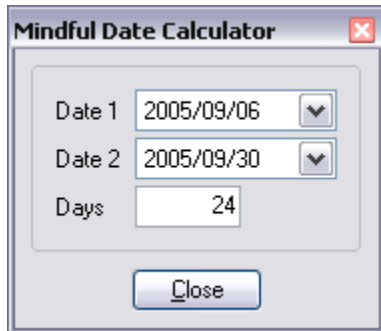 Mindful Date Calculator
Date 1 2005/09/06
Date 2 2005/09/30
Days 24
Close